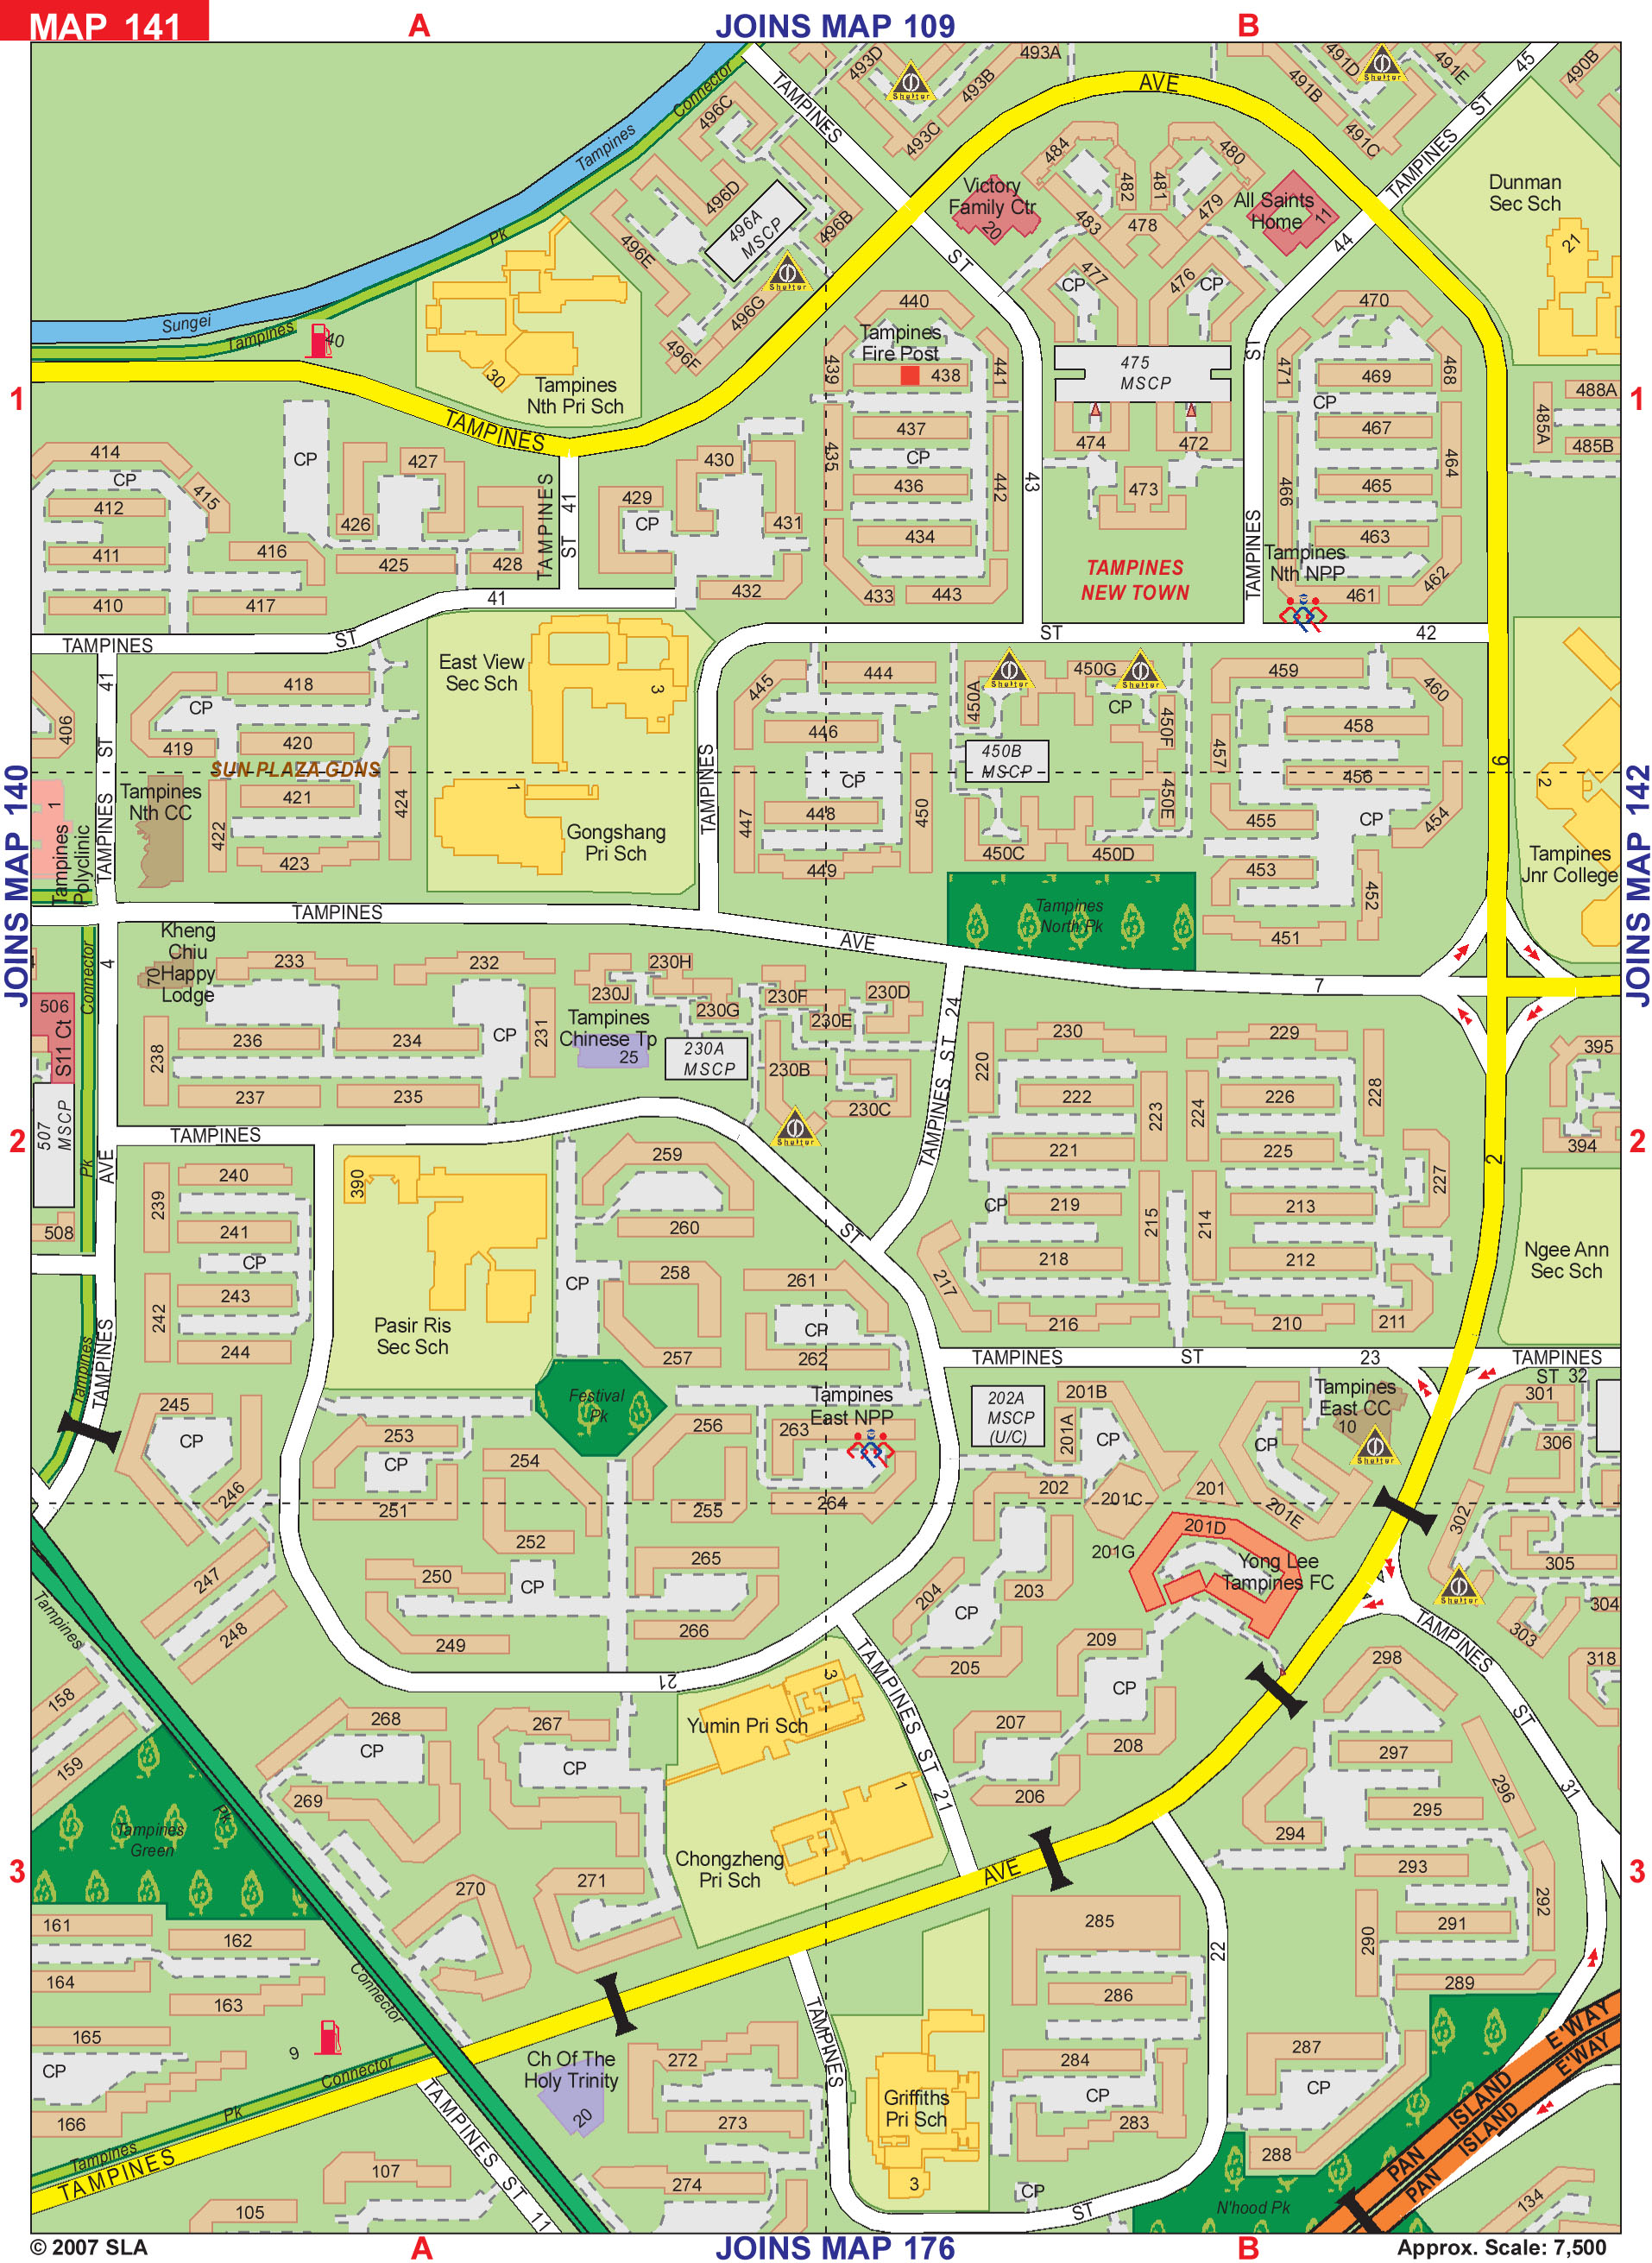 MAP 141
A
JOINS MAP 109
B
493A
493D
493B
493C
Shelter
491D
491E
491B
491C
Shelter
45
490B
TAMPINES
ST
AVE
TAMPINES
ST
44
ST
TAMPINES
Connector
Tampines
Pk
Sungei
Tampines
40
496C
496D
496A
MSCP
496B
496E
496G
496F
Shelter
Victory
Family Ctr
20
484
482
481
480
479
478
483
477
476
CP
CP
All Saints
Home
11
Dunman
Sec Sch
21
30
Tampines
Nth Pri Sch
440
Tampines
Fire Post
438
439
441
437
CP
435
436
442
434
433
443
43
475
MSCP
474
472
473
TAMPINES
NEW TOWN
470
471
469
468
CP
467
466
465
464
463
462
461
Tampines
Nth NPP
488A
485A
485B
1
1
TAMPINES
414
CP
412
415
411
410
416
417
CP
427
426
425
428
TAMPINES
ST 41
429
CP
430
431
432
41
ST
TAMPINES
ST
42
418
CP
419
420
SUN PLAZA GDNS
421
422
423
424
406
41
ST
TAMPINES
Tampines
Nth CC
1
Tampines
Polyclinic
East View
Sec Sch
3
1
Gongshang
Pri Sch
TAMPINES
445
444
446
CP
447
448
449
450
450A
450G
CP
450F
450B
MSCP
450E
450C
450D
Shelter
Shelter
Tampines
North Pk
459
460
458
457
456
455
454
CP
453
452
451
6
2
Tampines
Jnr College
JOINS MAP 140
JOINS MAP 142
TAMPINES
AVE
7
Kheng
Chiu
Happy
Lodge
70
4
Connector
506
S11 Ct
507
MSCP
508
Pk
AVE
TAMPINES
Tampines
233
232
231
236
234
CP
238
237
235
230H
230J
230G
230F
230E
230D
Tampines
Chinese Tp
25
230A
MSCP
230B
230C
Shelter
TAMPINES ST 24
220
230
229
222
223
224
226
228
221
225
227
CP
219
215
214
213
218
212
217
216
210
211
395
394
2
2
2
Ngee Ann
Sec Sch
TAMPINES
ST
240
239
241
CP
243
242
244
390
Pasir Ris
Sec Sch
259
260
CP
258
257
261
CP
262
Festival
Pk
256
263
Tampines
East NPP
255
264
TAMPINES
ST
23
TAMPINES
ST 32
301
306
302
305
304
303
Shelter
202A
MSCP
(U/C)
201B
201A
CP
202
201C
201
201E
CP
Tampines
East CC
10
Shelter
201D
201G
Yong Lee
Tampines FC
245
CP
246
247
248
253
CP
254
251
252
250
CP
249
265
266
21
204
203
CP
205
209
CP
207
208
206
TAMPINES ST 21
3
Yumin Pri Sch
1
Chongzheng
Pri Sch
TAMPINES
ST
31
318
298
297
296
295
294
293
292
291
290
289
Tampines
158
159
Tampines
Green
Pk
Connector
268
CP
269
267
CP
270
271
161
162
164
163
165
CP
166
9
Connector
Pk
Tampines
TAMPINES
AVE
3
3
285
286
284
CP
283
22
287
CP
288
CP
ST
TAMPINES
Griffiths
Pri Sch
3
Ch Of The
Holy Trinity
20
272
273
274
TAMPINES ST 11
107
105
N'hood Pk
PAN ISLAND E'WAY
PAN ISLAND E'WAY
134
© 2007 SLA
A
JOINS MAP 176
B
Approx. Scale: 7,500